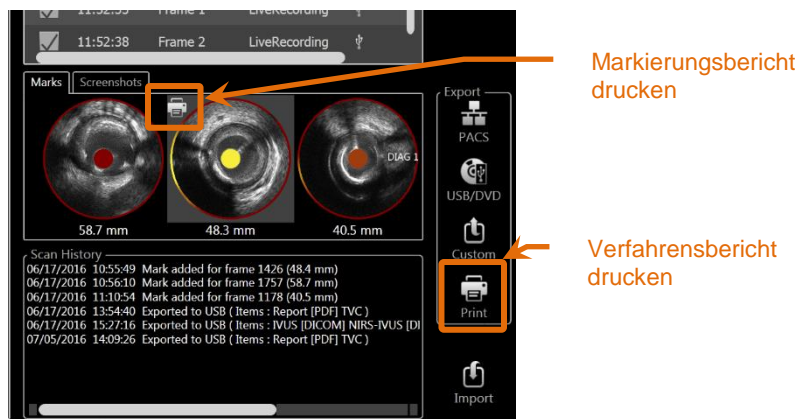 11:52:35 Frame 1 LiveRecording
11:52:38 Frame 2 LiveRecording
Markierungsbericht
drucken
Marks Screenshots
Export
PACS
DIAG 1
USB/DVD
58.7 mm 48.3 mm 40.5 mm
Custom
Verfahrensbericht
drucken
Scan History
06/17/2016 10:55:49 Mark added for frame 1426 (48.4 mm)
06/17/2016 10:56:10 Mark added for frame 1757 (58.7 mm)
06/17/2016 11:10:54 Mark added for frame 1178 (40.5 mm)
06/17/2016 13:54:40 Exported to USB ( Items : Report [PDF] TVC )
06/17/2016 15:27:16 Exported to USB ( Items : IVUS [DICOM] NIRS-IVUS [DI
07/05/2016 14:09:26 Exported to USB ( Items : Report [PDF] TVC )
Print
Import